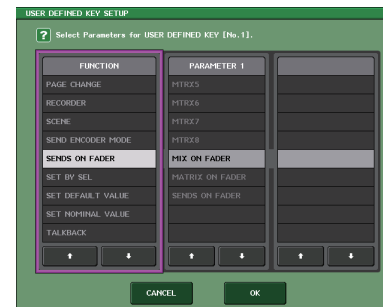 USER DEFINED KEY SETUP
? Select Parameters for USER DEFINED KEY [No.1].
FUNCTION
PAGE CHANGE
RECORDER
SCENE
SEND ENCODER MODE
SENDS ON FADER
SET BY SEL
SET DEFAULT VALUE
SET NOMINAL VALUE
TALKBACK
PARAMETER 1
MTRX5
MTRX6
MTRX7
MTRX8
MIX ON FADER
MATRIX ON FADER
SENDS ON FADER
CANCEL
OK